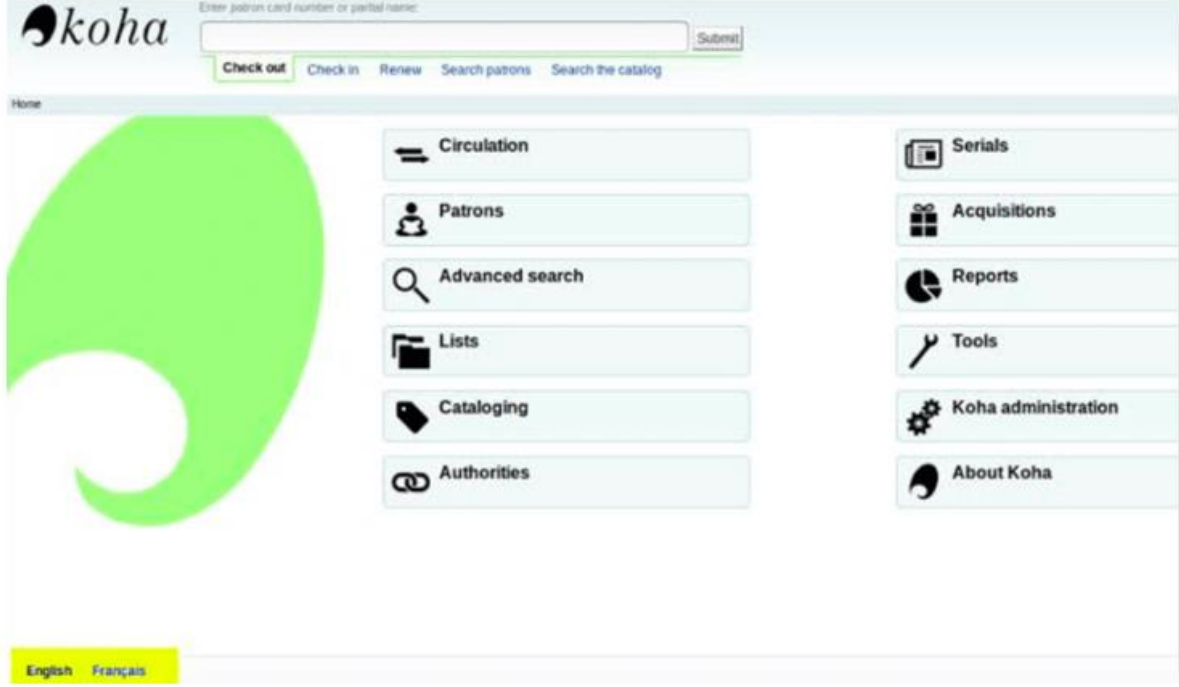 koha
Enter patron card number or partial name:
Submit
Check out Check in Renew Search patrons Search the catalog
Home
Circulation
Patrons
Advanced search
Lists
Cataloging
Authorities
Serials
Acquisitions
Reports
Tools
Koha administration
About Koha
English Français